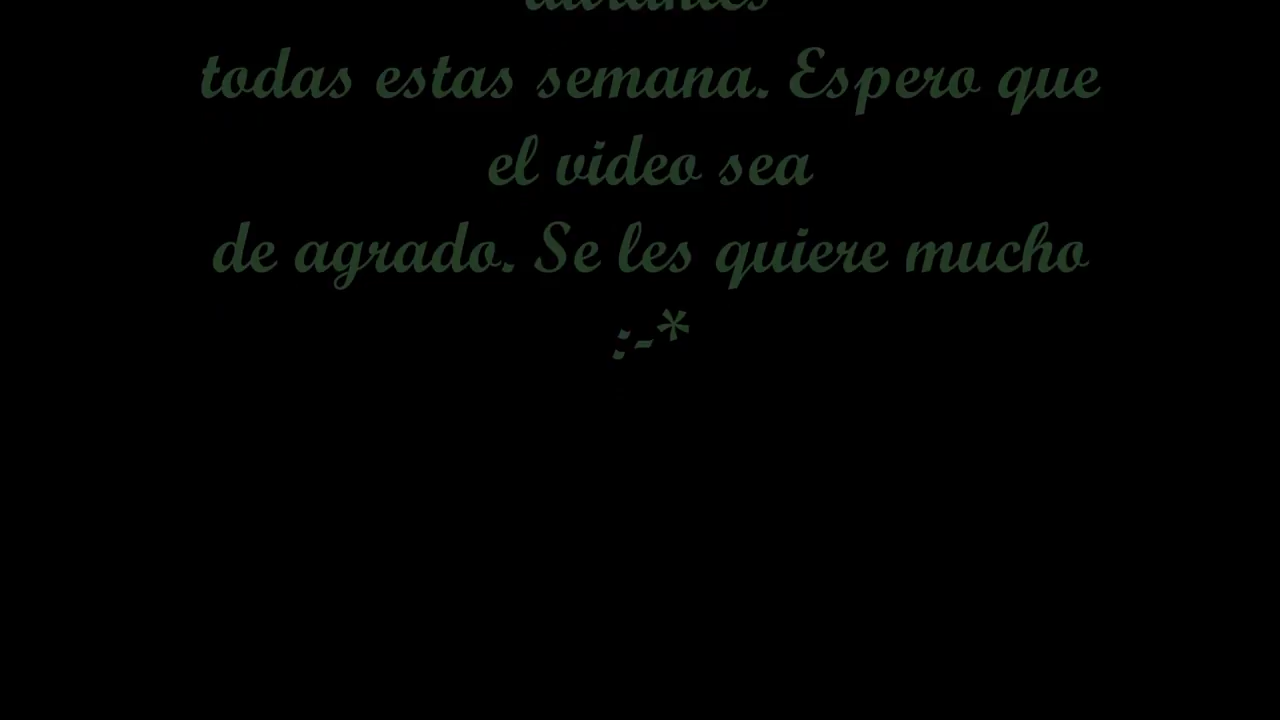 todas estas semana. Espero que
el video sea
de agrado. Se les quiere mucho
:-*